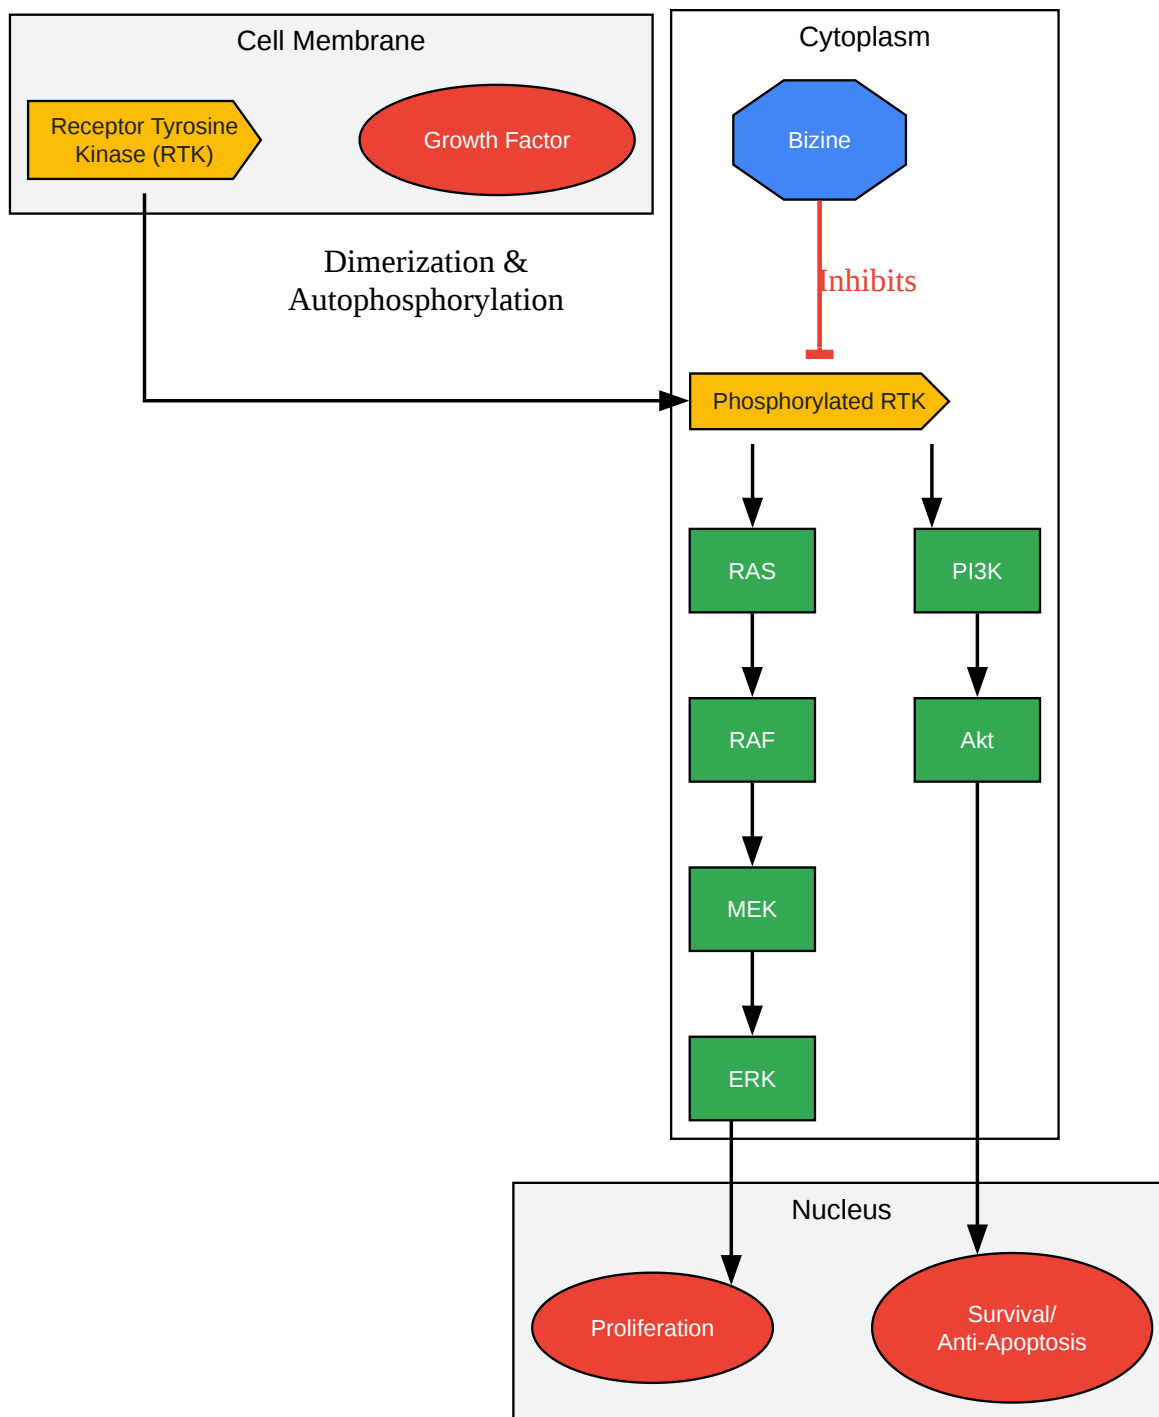 Cell Membrane
Receptor Tyrosine
Kinase (RTK)
Growth Factor
Cytoplasm
Bizine
Dimerization &
Autophosphorylation
Inhibits
Phosphorylated RTK
RAS
PI3K
RAF
Akt
MEK
ERK
Nucleus
Proliferation
Survival/
Anti-Apoptosis